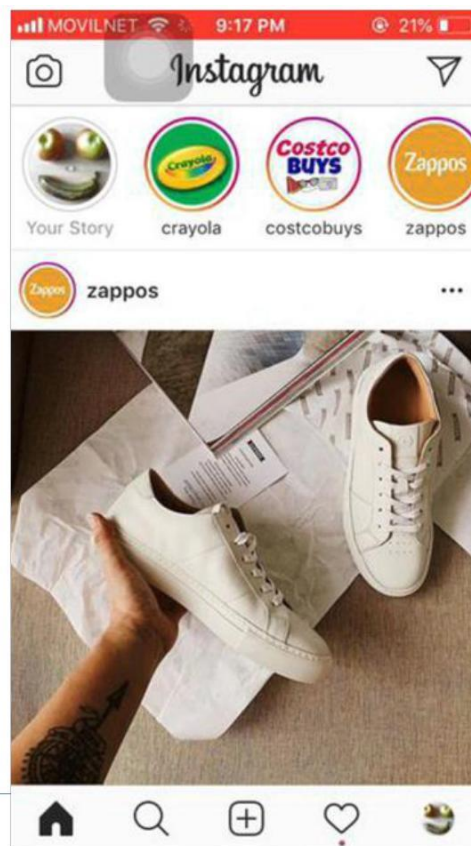 MOVILNET 9:17 PM 21%
Instagram
Crayola
Costco
BUYS
Zappos
Your Story crayola costcobuys zappos
Zappos zappos